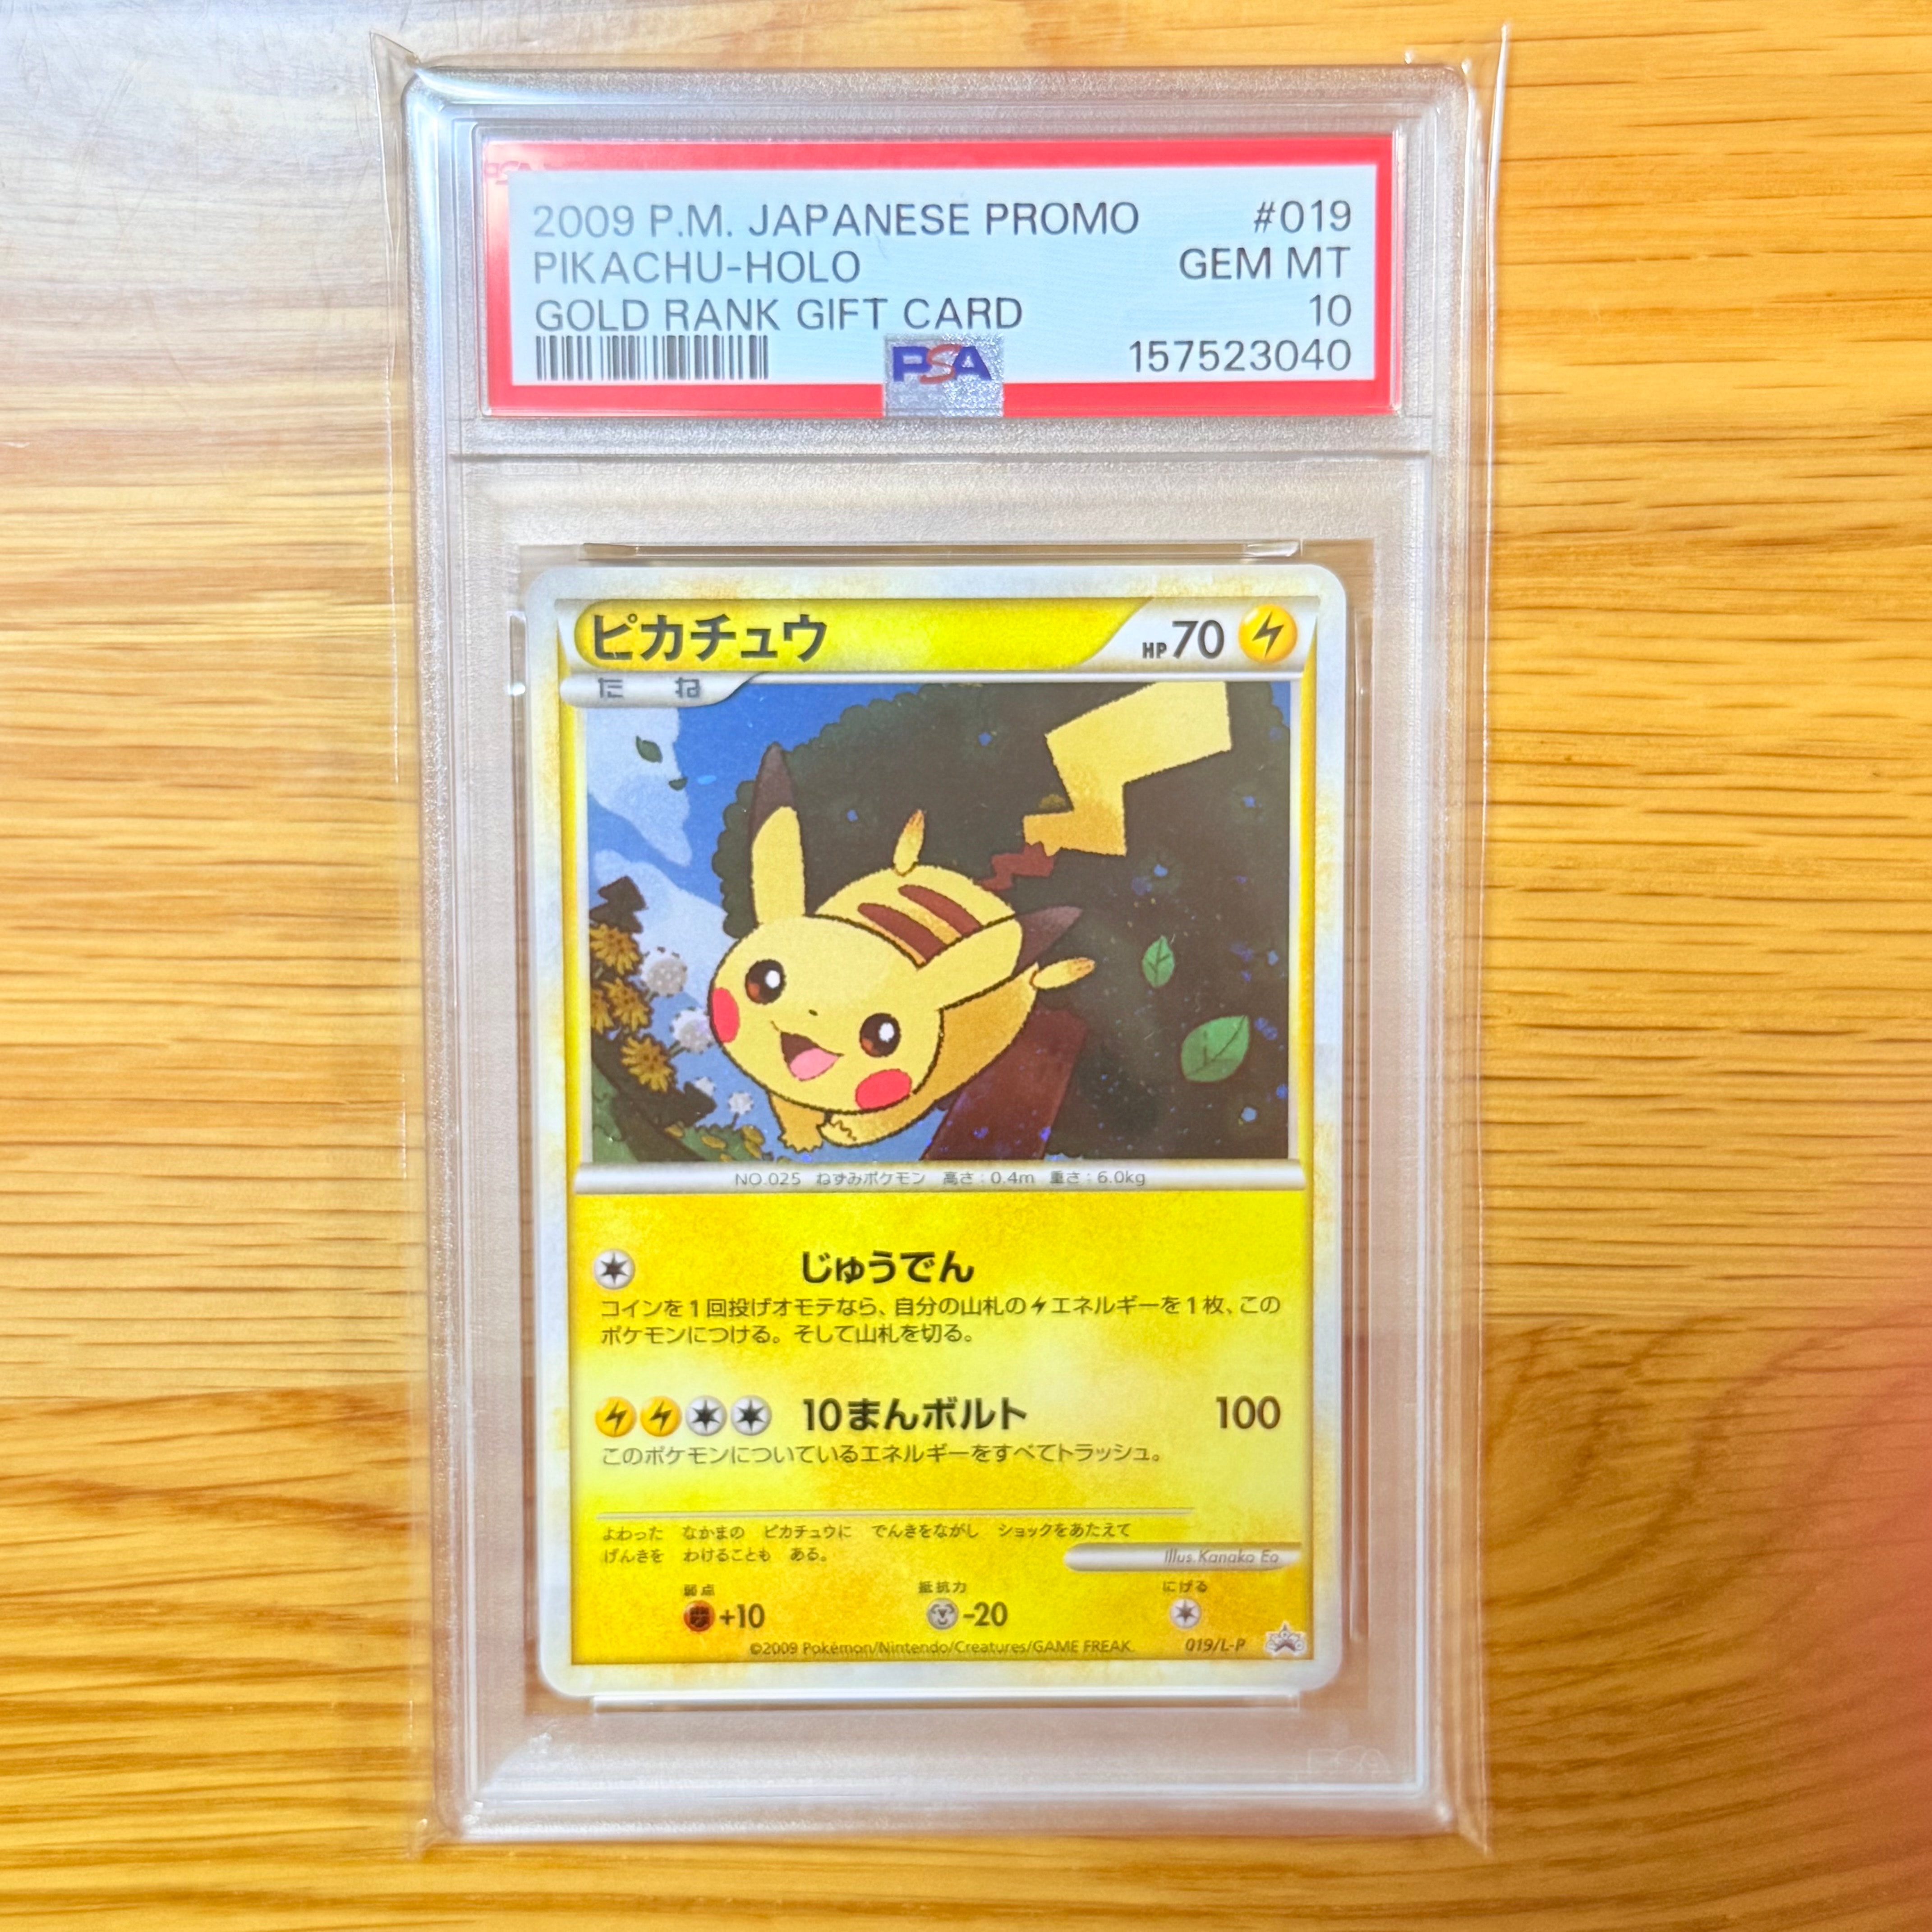 2009 P.M. JAPANESE PROMO #019
PIKACHU-HOLO GEM MT
GOLD RANK GIFT CARD 10
PSA 157523040
ピカチュウ HP70
たね
NO.025 ねずみポケモン 高さ:0.4m 重さ:6.0kg
じゅうでん
コインを1回投げオモテなら、自分の山札のエネルギーを1枚、この
ポケモンにつける。そして山札を切る。
10まんボルト 100
このポケモンについているエネルギーをすべてトラッシュ。
よわった なかまの ピカチュウに でんきをながし ショックをあたえて
げんきを わけることも ある。
Illus. Kanako Eo
弱点 抵抗力 にげる
+10 -20
©2009 Pokémon/Nintendo/Creatures/GAME FREAK. 019/L-P
PSA